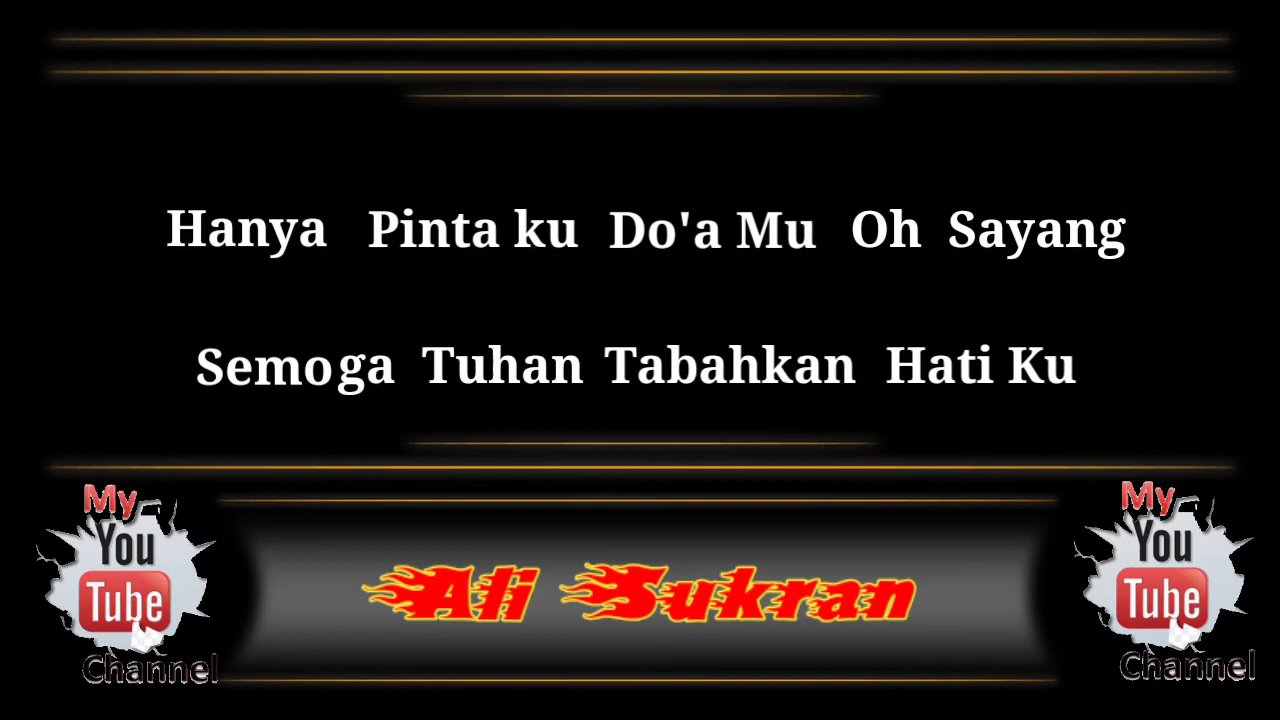 Hanya Pinta ku Do'a Mu Oh Sayang
Semoga Tuhan Tabahkan Hati Ku
My
You
Tube
Channel
Ali Sukran
My
You
Tube
Channel